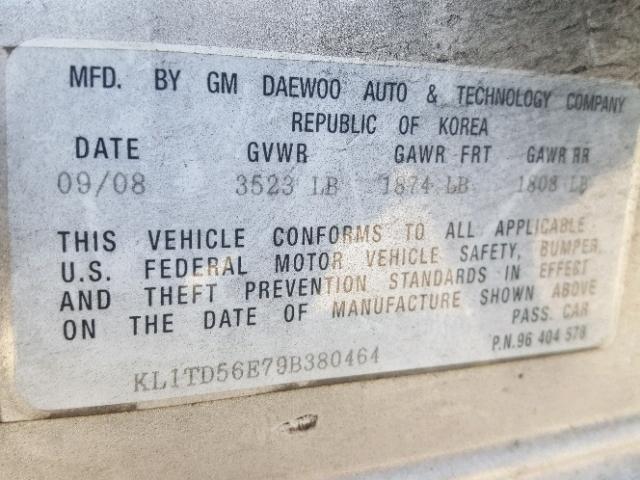 MFD. BY GM DAEWOO AUTO & TECHNOLOGY COMPANY
REPUBLIC OF KOREA
DATE GVWR GAWR FRT GAWR RR
09/08 3523 LB 1874 LB 1808 LB
THIS VEHICLE CONFORMS TO ALL APPLICABLE
U.S. FEDERAL MOTOR VEHICLE SAFETY, BUMPER,
AND THEFT PREVENTION STANDARDS IN EFFECT
ON THE DATE OF MANUFACTURE SHOWN ABOVE
PASS. CAR
KL1TD56E79B380464 P.N.96 404 578